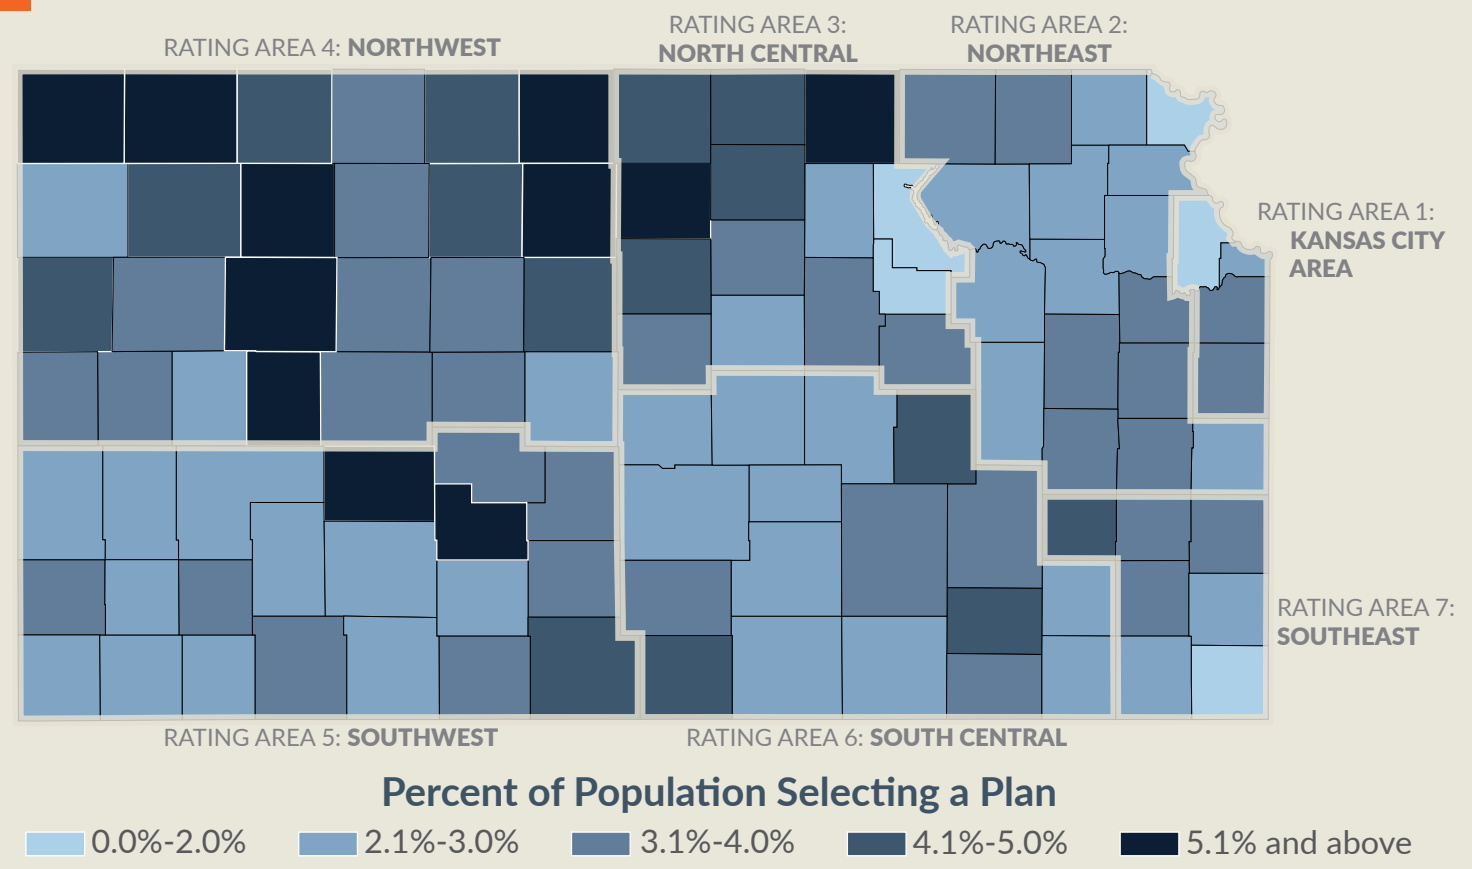 RATING AREA 4: NORTHWEST
RATING AREA 3:
NORTH CENTRAL
RATING AREA 2:
NORTHEAST
RATING AREA 1:
KANSAS CITY
AREA
RATING AREA 7:
SOUTHEAST
RATING AREA 5: SOUTHWEST
RATING AREA 6: SOUTH CENTRAL
Percent of Population Selecting a Plan
0.0%-2.0%
2.1%-3.0%
3.1%-4.0%
4.1%-5.0%
5.1% and above